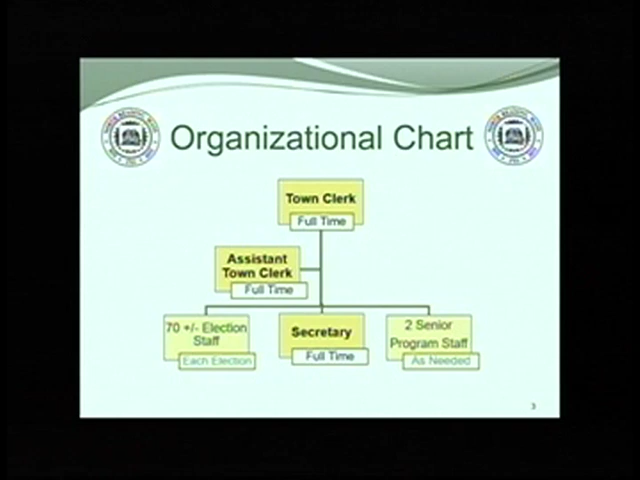 Organizational Chart
Town Clerk
Full Time
Assistant
Town Clerk
Full Time
70 +/- Election
Staff
Each Election
Secretary
Full Time
2 Senior
Program Staff
As Needed
3